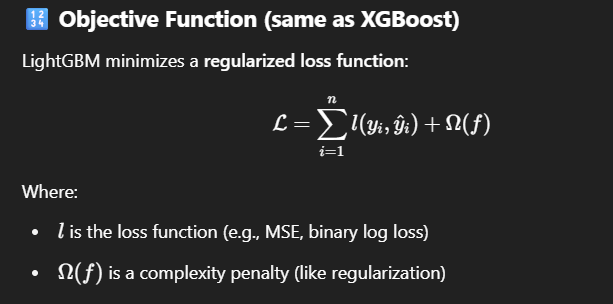 🔢 Objective Function (same as XGBoost)
LightGBM minimizes a regularized loss function:
$$\mathcal{L} = \sum_{i=1}^{n} l(y_i, \hat{y}_i) + \Omega(f)$$
Where:
• $l$ is the loss function (e.g., MSE, binary log loss)
• $\Omega(f)$ is a complexity penalty (like regularization)